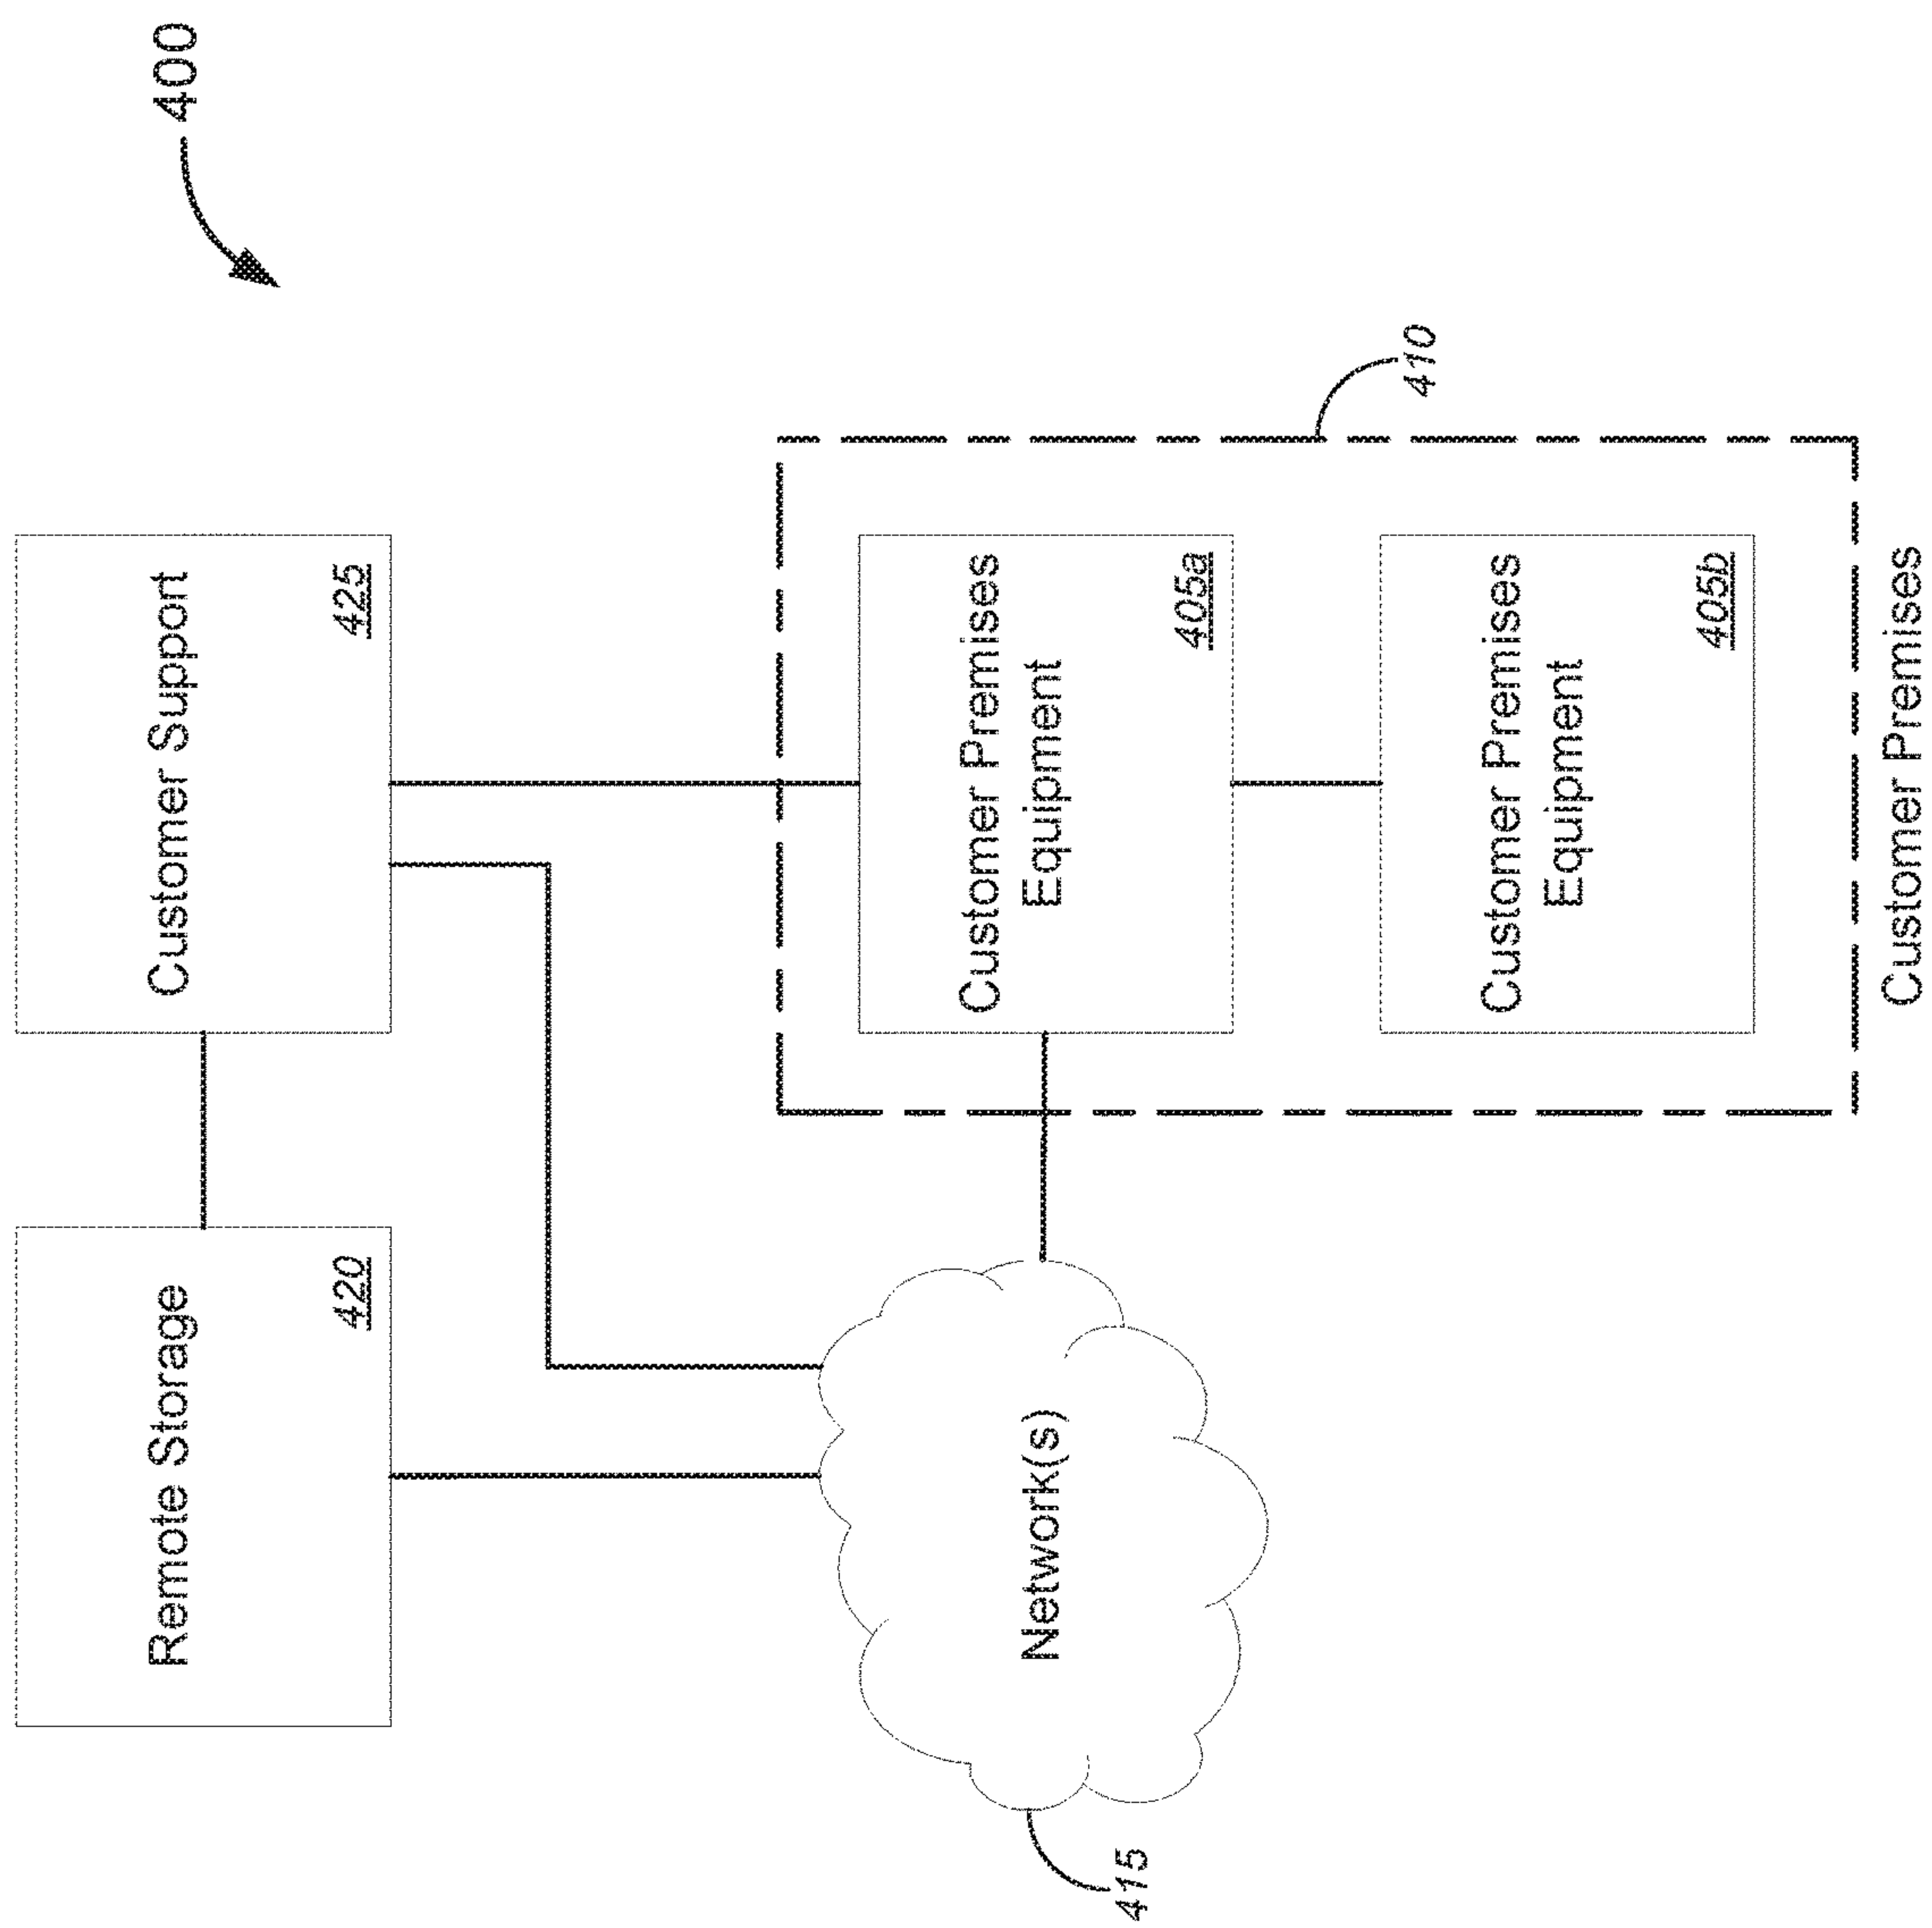 400
Remote Storage
420
Customer Support
425
Network(s)
415
Customer Premises
Equipment
405a
410
Customer Premises
Equipment
405b
Customer Premises